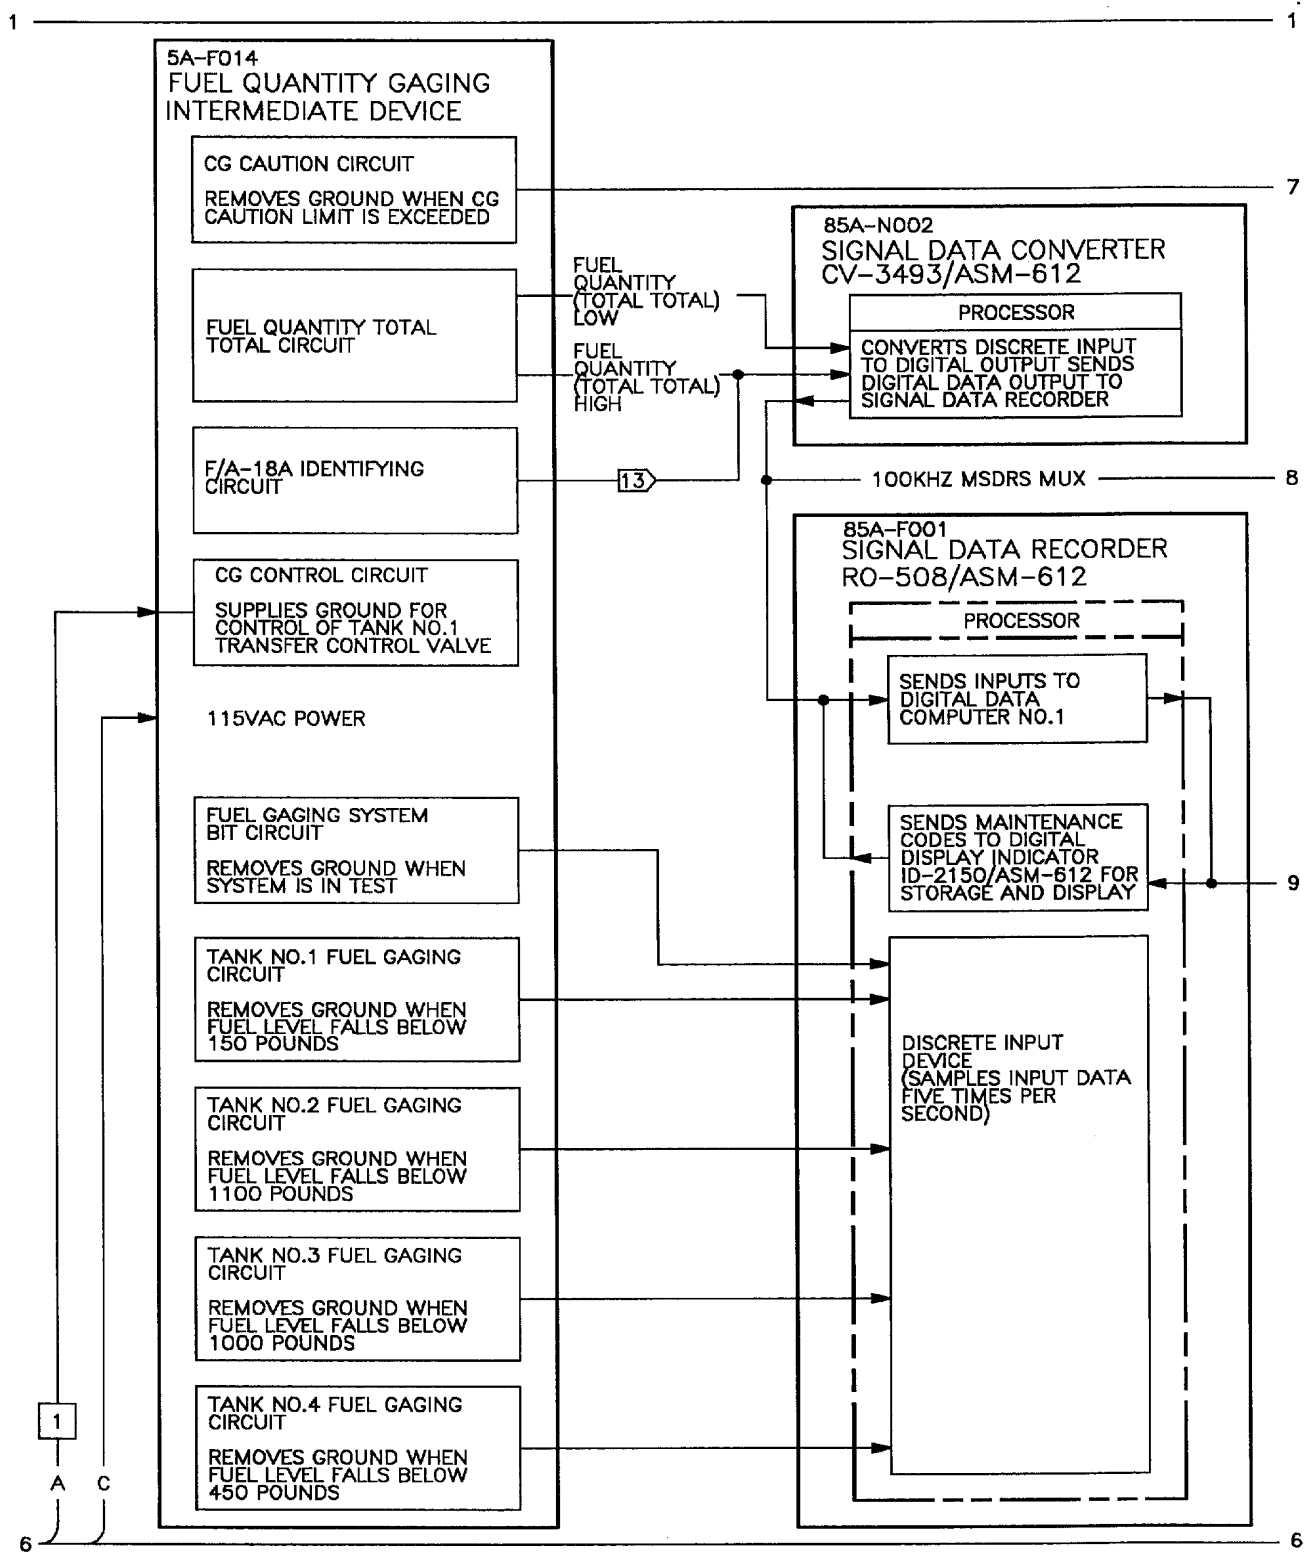 1
1
5A-F014
FUEL QUANTITY GAGING
INTERMEDIATE DEVICE
CG CAUTION CIRCUIT
REMOVES GROUND WHEN CG
CAUTION LIMIT IS EXCEEDED
7
FUEL QUANTITY TOTAL
TOTAL CIRCUIT
FUEL
QUANTITY
(TOTAL TOTAL)
LOW
FUEL
QUANTITY
(TOTAL TOTAL)
HIGH
85A-N002
SIGNAL DATA CONVERTER
CV-3493/ASM-612
PROCESSOR
CONVERTS DISCRETE INPUT
TO DIGITAL OUTPUT SENDS
DIGITAL DATA OUTPUT TO
SIGNAL DATA RECORDER
F/A-18A IDENTIFYING
CIRCUIT
13
100KHZ MSDRS MUX
8
85A-F001
SIGNAL DATA RECORDER
RO-508/ASM-612
PROCESSOR
CG CONTROL CIRCUIT
SUPPLIES GROUND FOR
CONTROL OF TANK NO.1
TRANSFER CONTROL VALVE
SENDS INPUTS TO
DIGITAL DATA
COMPUTER NO.1
115VAC POWER
FUEL GAGING SYSTEM
BIT CIRCUIT
REMOVES GROUND WHEN
SYSTEM IS IN TEST
SENDS MAINTENANCE
CODES TO DIGITAL
DISPLAY INDICATOR
ID-2150/ASM-612 FOR
STORAGE AND DISPLAY
9
TANK NO.1 FUEL GAGING
CIRCUIT
REMOVES GROUND WHEN
FUEL LEVEL FALLS BELOW
150 POUNDS
DISCRETE INPUT
DEVICE
(SAMPLES INPUT DATA
FIVE TIMES PER
SECOND)
TANK NO.2 FUEL GAGING
CIRCUIT
REMOVES GROUND WHEN
FUEL LEVEL FALLS BELOW
1100 POUNDS
TANK NO.3 FUEL GAGING
CIRCUIT
REMOVES GROUND WHEN
FUEL LEVEL FALLS BELOW
1000 POUNDS
TANK NO.4 FUEL GAGING
CIRCUIT
REMOVES GROUND WHEN
FUEL LEVEL FALLS BELOW
450 POUNDS
1
A
C
6
6